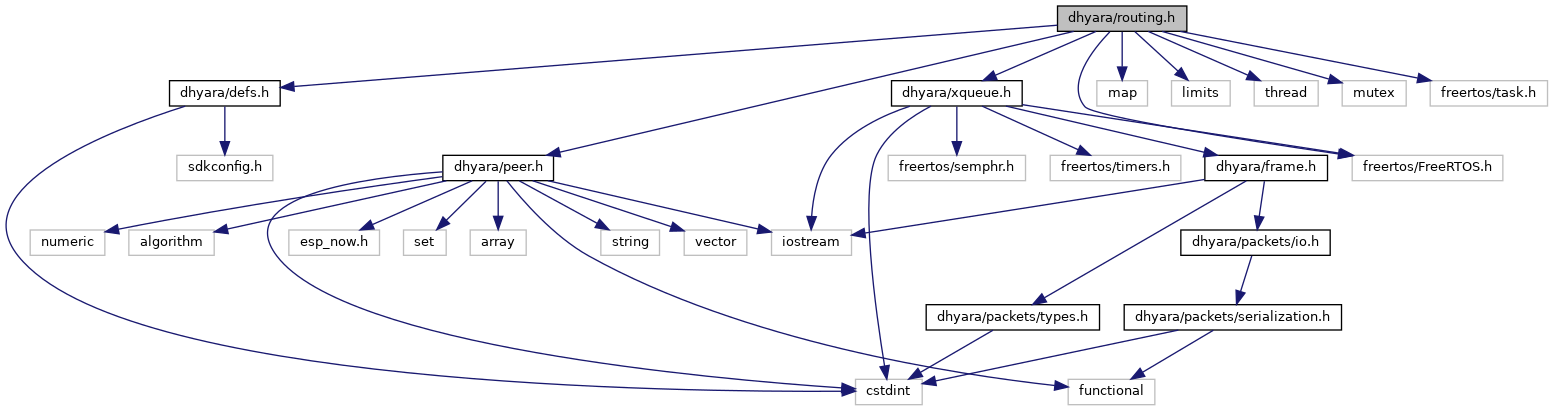 dhyara/routing.h
dhyara/defs.h
dhyara/xqueue.h
map
limits
thread
mutex
freertos/task.h
sdkconfig.h
dhyara/peer.h
freertos/semphr.h
freertos/timers.h
dhyara/frame.h
freertos/FreeRTOS.h
numeric
algorithm
esp_now.h
set
array
string
vector
iostream
dhyara/packets/io.h
dhyara/packets/types.h
dhyara/packets/serialization.h
cstdint
functional